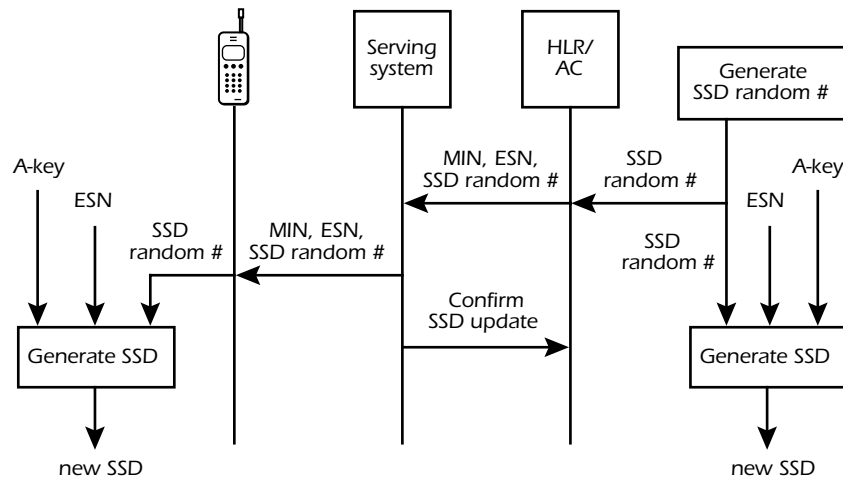 Serving
system
HLR/
AC
Generate
SSD random #
A-key
ESN
SSD
random #
MIN, ESN,
SSD random #
MIN, ESN,
SSD random #
SSD
random #
SSD
random #
ESN
A-key
Confirm
SSD update
Generate SSD
Generate SSD
new SSD
new SSD